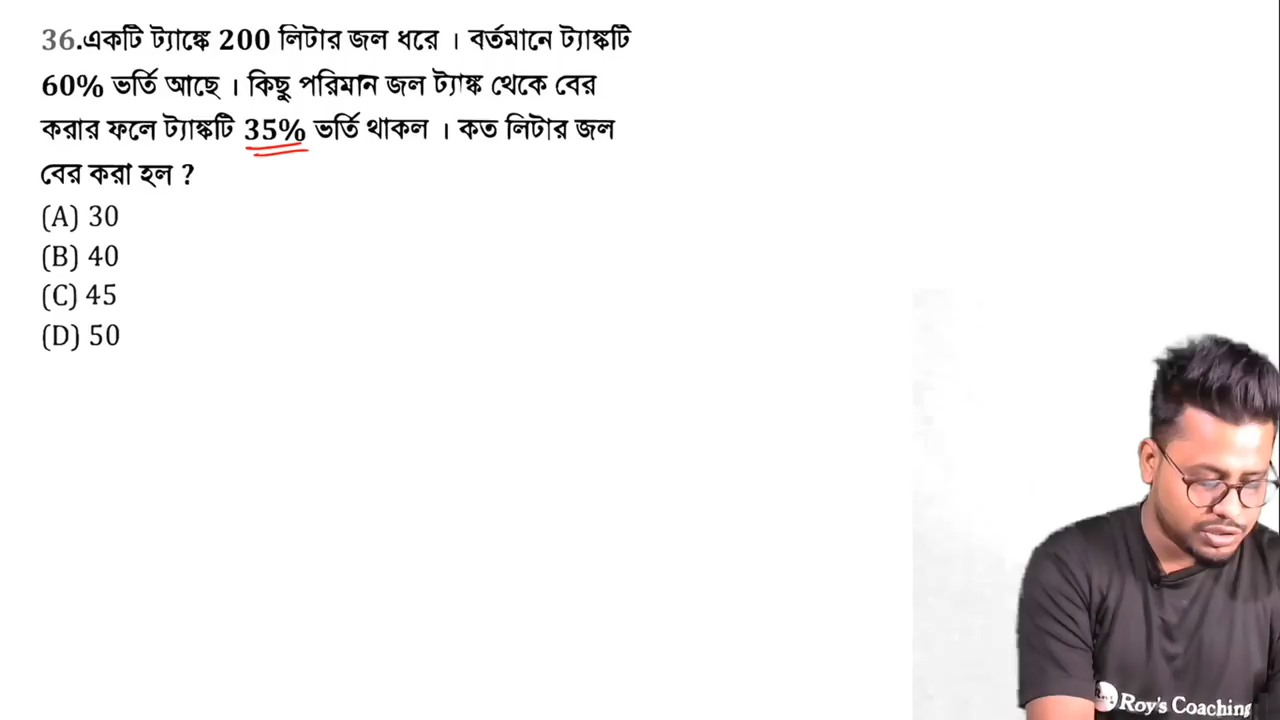 36.একটি ট্যাঙ্কে 200 লিটার জল ধরে । বর্তমানে ট্যাঙ্কটি
60% ভর্তি আছে । কিছু পরিমান জল ট্যাঙ্ক থেকে বের
করার ফলে ট্যাঙ্কটি 35% ভর্তি থাকল । কত লিটার জল
বের করা হল ?
(A) 30
(B) 40
(C) 45
(D) 50
Roy's Coaching